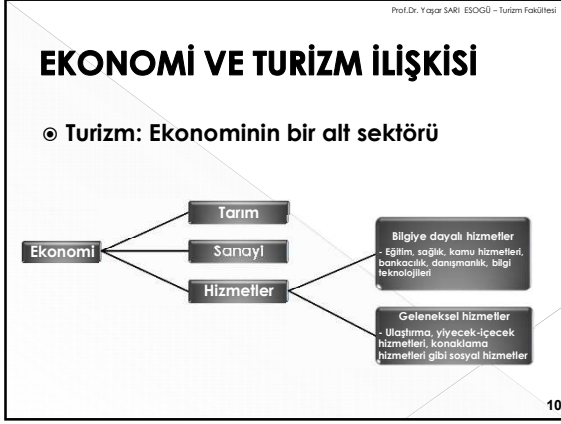 Prof.Dr. Yaşar SARI ESOGÜ – Turizm Fakültesi
EKONOMİ VE TURİZM İLİŞKİSİ
Turizm: Ekonominin bir alt sektörü
Tarım
Ekonomi
Sanayi
Hizmetler
Bilgiye dayalı hizmetler
- Eğitim, sağlık, kamu hizmetleri,
bankacılık, danışmanlık, bilgi
teknolojileri
Geleneksel hizmetler
- Ulaştırma, yiyecek-içecek
hizmetleri, konaklama
hizmetleri gibi sosyal hizmetler
10